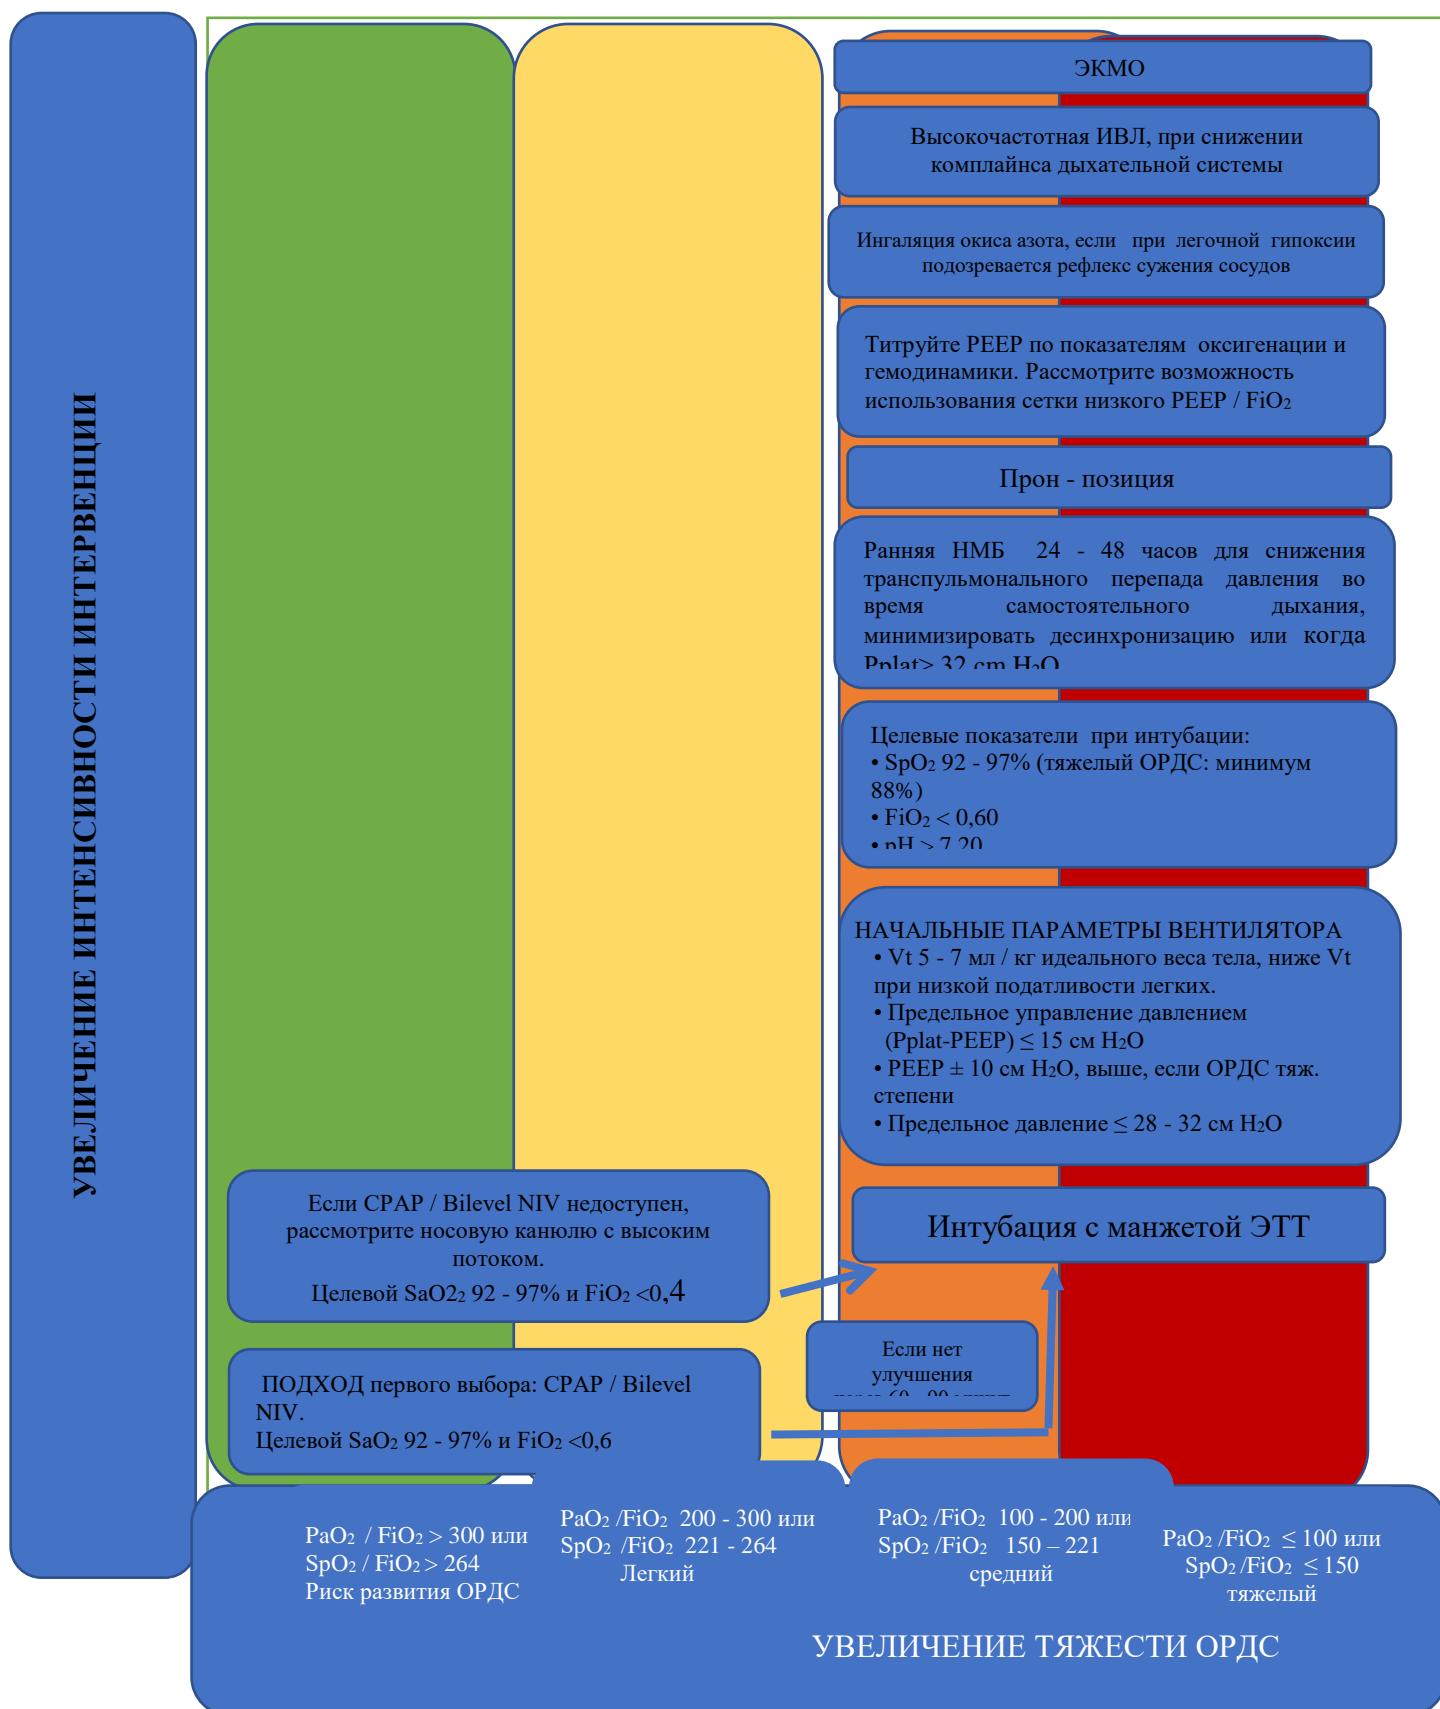 УВЕЛИЧЕНИЕ ИНТЕНСИВНОСТИ ИНТЕРВЕНЦИИ
ЭКМО
Высокочастотная ИВЛ, при снижении
комплайнса дыхательной системы
Ингаляция окиса азота, если при легочной гипоксии
подозревается рефлекс сужения сосудов
Титруйте PEEP по показателям оксигенации и
гемодинамики. Рассмотрите возможность
использования сетки низкого PEEP / FiO₂
Прон - позиция
Ранняя НМБ 24 - 48 часов для снижения
транспульмонального перепада давления во
время самостоятельного дыхания,
минимизировать десинхронизацию или когда
Pplat> 32 cm H₂O
Целевые показатели при интубации:
• SpO₂ 92 - 97% (тяжелый ОРДС: минимум
88%)
• FiO₂ < 0,60
• pH > 7,20
НАЧАЛЬНЫЕ ПАРАМЕТРЫ ВЕНТИЛЯТОРА
• Vt 5 - 7 мл / кг идеального веса тела, ниже Vt
при низкой податливости легких.
• Предельное управление давлением
(Pplat-PEEP) ≤ 15 см H₂O
• PEEP ± 10 см H₂O, выше, если ОРДС тяж.
степени
• Предельное давление ≤ 28 - 32 см H₂O
Если CPAP / Bilevel NIV недоступен,
рассмотрите носовую канюлю с высоким
потоком.
Целевой SaO2₂ 92 - 97% и FiO₂ <0,4
Интубация с манжетой ЭТТ
Если нет
улучшения
60 - 90
ПОДХОД первого выбора: CPAP / Bilevel
NIV.
Целевой SaO₂ 92 - 97% и FiO₂ <0,6
PaO₂ / FiO₂ > 300 или
SpO₂ / FiO₂ > 264
Риск развития ОРДС
PaO₂ /FiO₂ 200 - 300 или
SpO₂ /FiO₂ 221 - 264
Легкий
PaO₂ /FiO₂ 100 - 200 или
SpO₂ /FiO₂ 150 – 221
средний
PaO₂ /FiO₂ ≤ 100 или
SpO₂ /FiO₂ ≤ 150
тяжелый
УВЕЛИЧЕНИЕ ТЯЖЕСТИ ОРДС